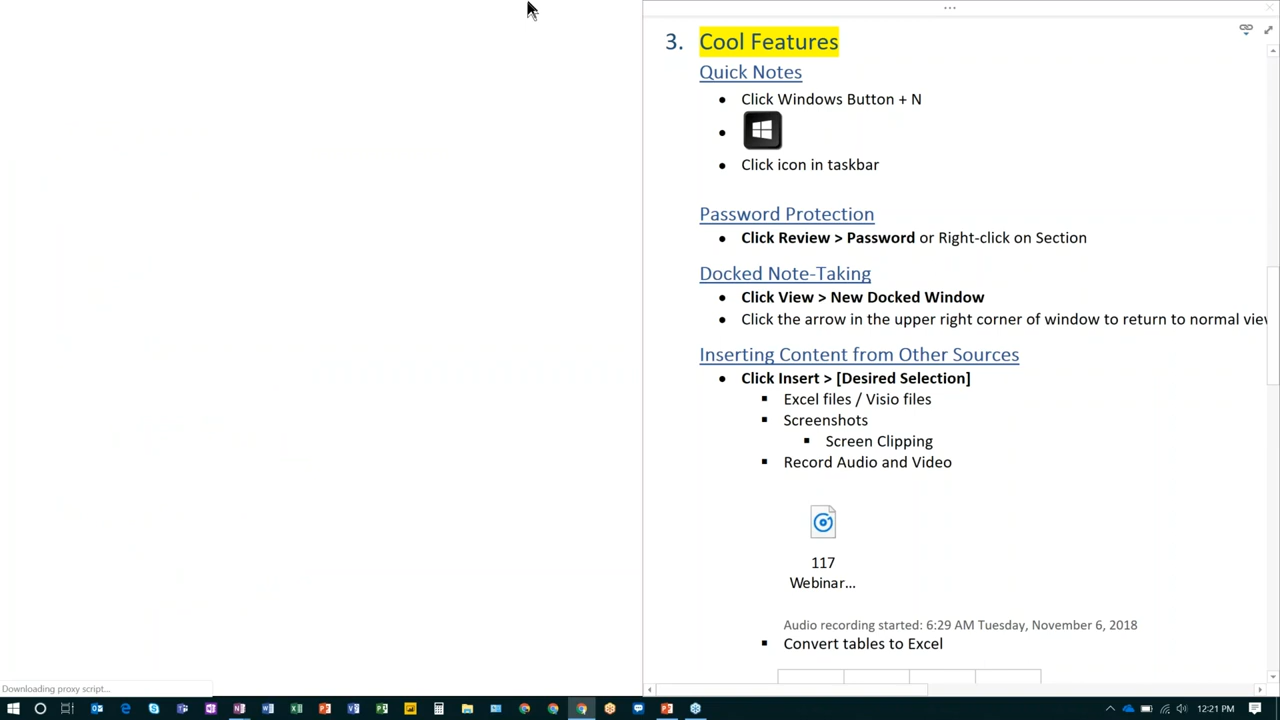 3. Cool Features
Quick Notes
• Click Windows Button + N
• Click icon in taskbar
Password Protection
• Click Review > Password or Right-click on Section
Docked Note-Taking
• Click View > New Docked Window
• Click the arrow in the upper right corner of window to return to normal vie
Inserting Content from Other Sources
• Click Insert > [Desired Selection]
▪ Excel files / Visio files
▪ Screenshots
▪ Screen Clipping
▪ Record Audio and Video
117
Webinar...
Audio recording started: 6:29 AM Tuesday, November 6, 2018
▪ Convert tables to Excel
Downloading proxy script...
12:21 PM